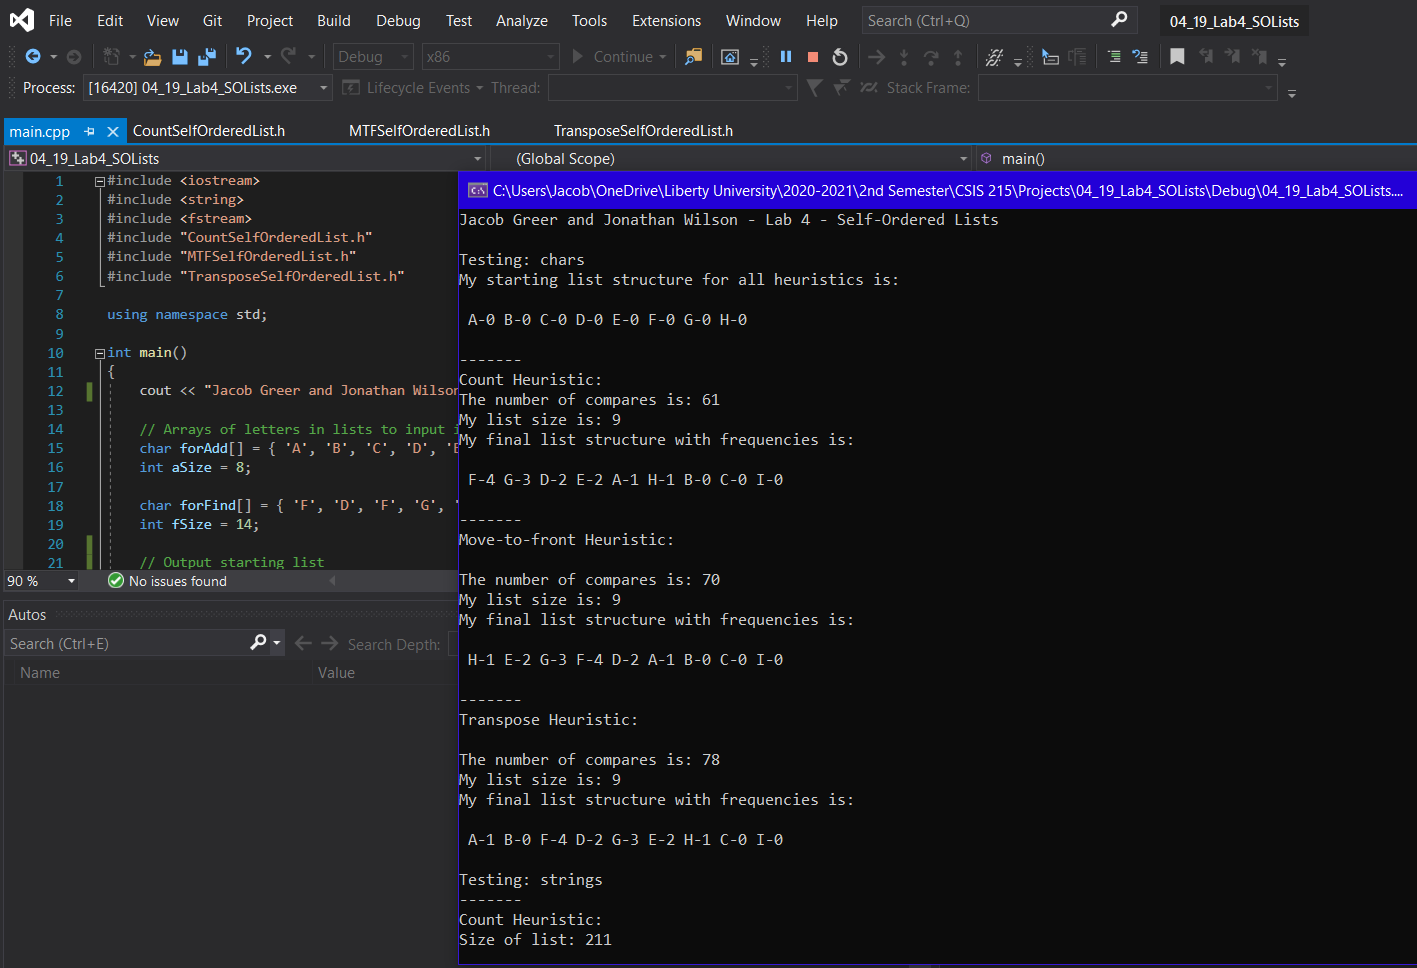 File Edit View Git Project Build Debug Test Analyze Tools Extensions Window Help Search (Ctrl+Q) 04_19_Lab4_SOLists
Debug x86 Continue
Process: [16420] 04_19_Lab4_SOLists.exe Lifecycle Events Thread: Stack Frame:
main.cpp CountSelfOrderedList.h MTFSelfOrderedList.h TransposeSelfOrderedList.h
04_19_Lab4_SOLists (Global Scope) main()
1 #include <iostream>
2 #include <string>
3 #include <fstream>
4 #include "CountSelfOrderedList.h"
5 #include "MTFSelfOrderedList.h"
6 #include "TransposeSelfOrderedList.h"
7
8 using namespace std;
9
10 int main()
11 {
12 cout << "Jacob Greer and Jonathan Wilson
13
14 // Arrays of letters in lists to input i
15 char forAdd[] = { 'A', 'B', 'C', 'D', 'E
16 int aSize = 8;
17
18 char forFind[] = { 'F', 'D', 'F', 'G', '
19 int fSize = 14;
20
21 // Output starting list
90 % No issues found
Autos
Search (Ctrl+E) Search Depth:
Name Value
C:\Users\Jacob\OneDrive\Liberty University\2020-2021\2nd Semester\CSIS 215\Projects\04_19_Lab4_SOLists\Debug\04_19_Lab4_SOLists....
Jacob Greer and Jonathan Wilson - Lab 4 - Self-Ordered Lists
Testing: chars
My starting list structure for all heuristics is:
A-0 B-0 C-0 D-0 E-0 F-0 G-0 H-0
-------
Count Heuristic:
The number of compares is: 61
My list size is: 9
My final list structure with frequencies is:
F-4 G-3 D-2 E-2 A-1 H-1 B-0 C-0 I-0
-------
Move-to-front Heuristic:
The number of compares is: 70
My list size is: 9
My final list structure with frequencies is:
H-1 E-2 G-3 F-4 D-2 A-1 B-0 C-0 I-0
-------
Transpose Heuristic:
The number of compares is: 78
My list size is: 9
My final list structure with frequencies is:
A-1 B-0 F-4 D-2 G-3 E-2 H-1 C-0 I-0
Testing: strings
-------
Count Heuristic:
Size of list: 211